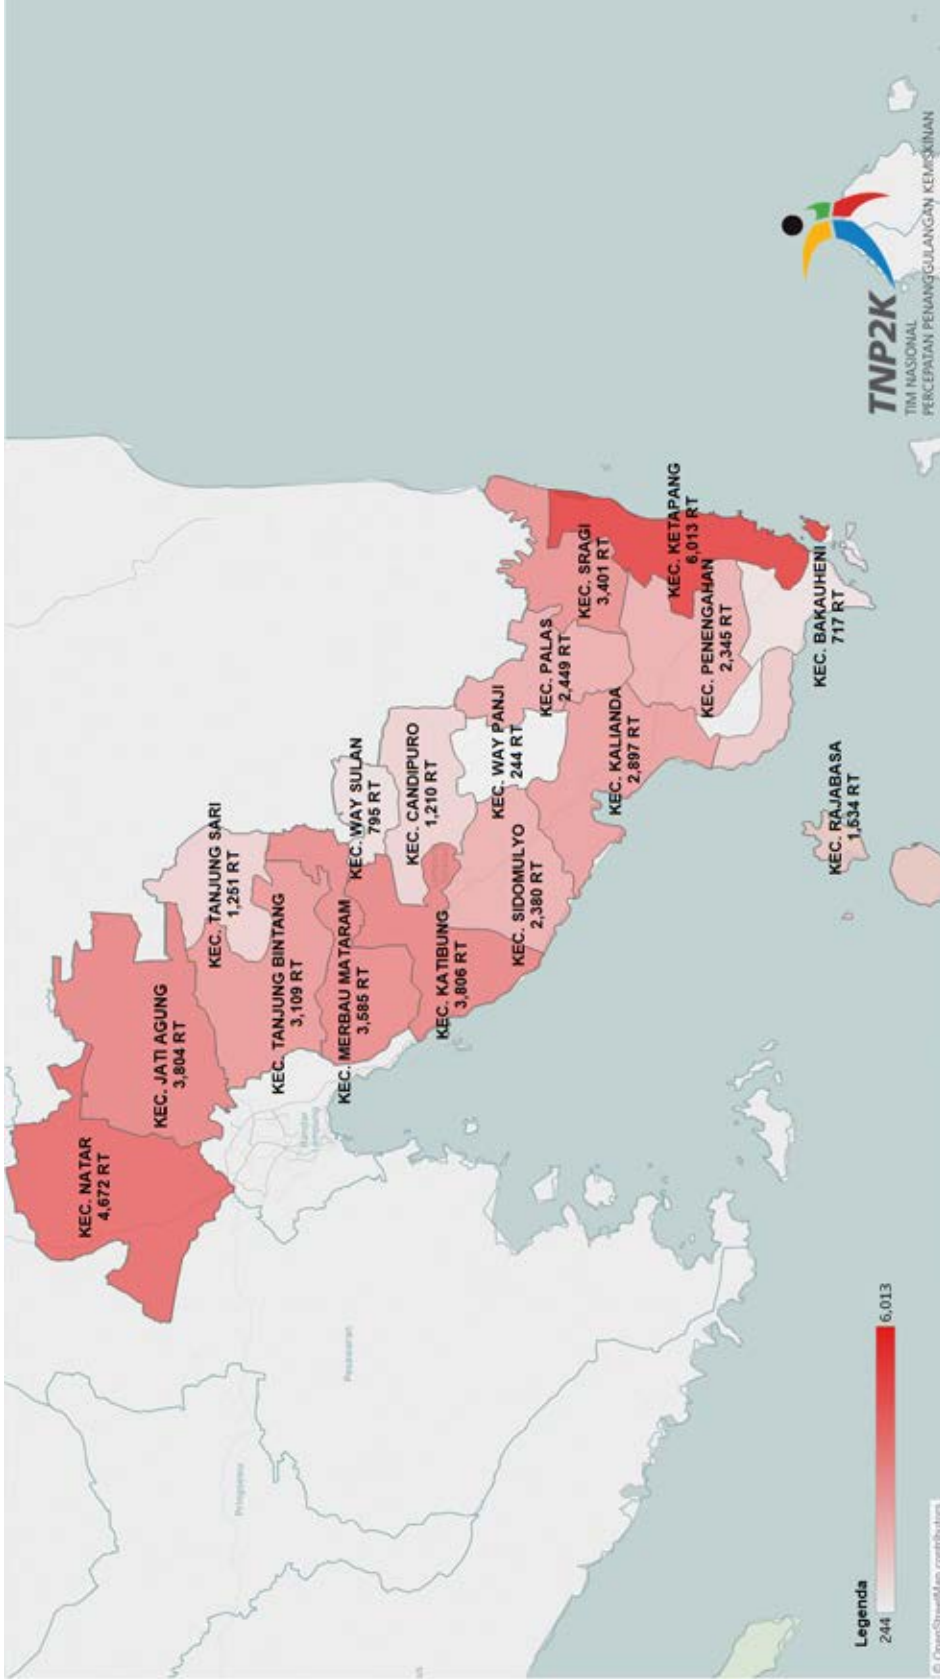 KEC. NATAR
4,672 RT
KEC. JATI AGUNG
3,804 RT
KEC. TANJUNG SARI
1,251 RT
KEC. TANJUNG BINTANG
3,109 RT
KEC. MERBAU MATARAM
3,585 RT
KEC. WAY SULAN
795 RT
KEC. CANDIPURO
1,210 RT
KEC. KATIBUNG
3,806 RT
KEC. WAY PANJI
244 RT
KEC. SIDOMULYO
2,380 RT
KEC. PALAS
2,449 RT
KEC. SRAGI
3,401 RT
KEC. KALIANDA
2,897 RT
KEC. KETAPANG
6,013 RT
KEC. PENENGAHAN
2,345 RT
KEC. BAKAUHENI
717 RT
KEC. RAJABASA
1,534 RT
Pringsewu
Pesawaran
Legenda
244
6,013
© OpenStreetMap contributors
TNP2K
TIM NASIONAL
PERCEPATAN PENANGGULANGAN KEMISKINAN